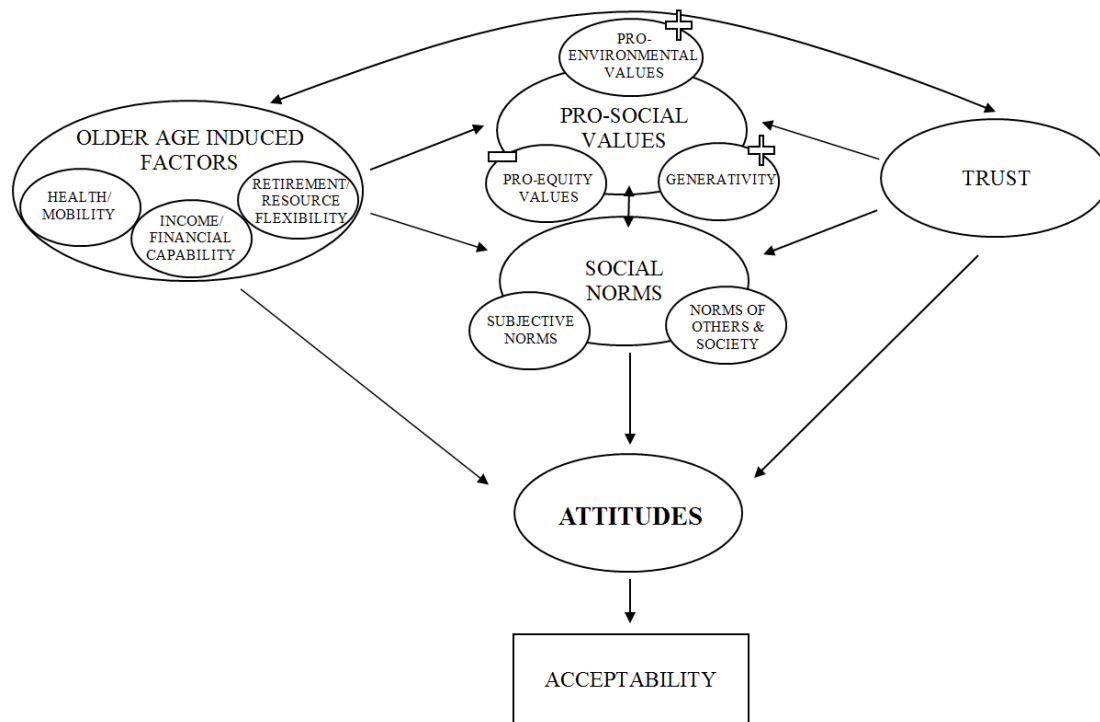 PRO-
ENVIRONMENTAL
VALUES
PRO-SOCIAL
VALUES
PRO-EQUITY
VALUES
GENERATIVITY
OLDER AGE INDUCED
FACTORS
HEALTH/
MOBILITY
INCOME/
FINANCIAL
CAPABILITY
RETIREMENT/
RESOURCE
FLEXIBILITY
TRUST
SOCIAL
NORMS
SUBJECTIVE
NORMS
NORMS OF
OTHERS &
SOCIETY
ATTITUDES
ACCEPTABILITY